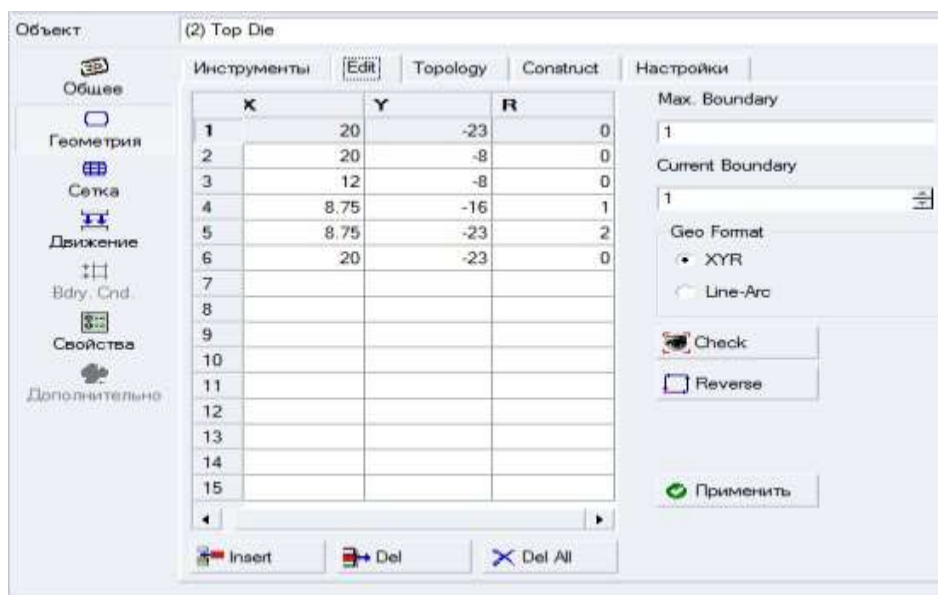 Объект (2) Top Die
Общее
Геометрия
Сетка
Движение
Bdry. Cnd.
Свойства
Дополнительно
Инструменты Edit Topology Construct Настройки
X Y R
1 20 -23 0
2 20 -8 0
3 12 -8 0
4 8.75 -16 1
5 8.75 -23 2
6 20 -23 0
7
8
9
10
11
12
13
14
15
Insert Del Del All
Max. Boundary
1
Current Boundary
1
Geo Format
XYR
Line-Arc
Check
Reverse
Применить